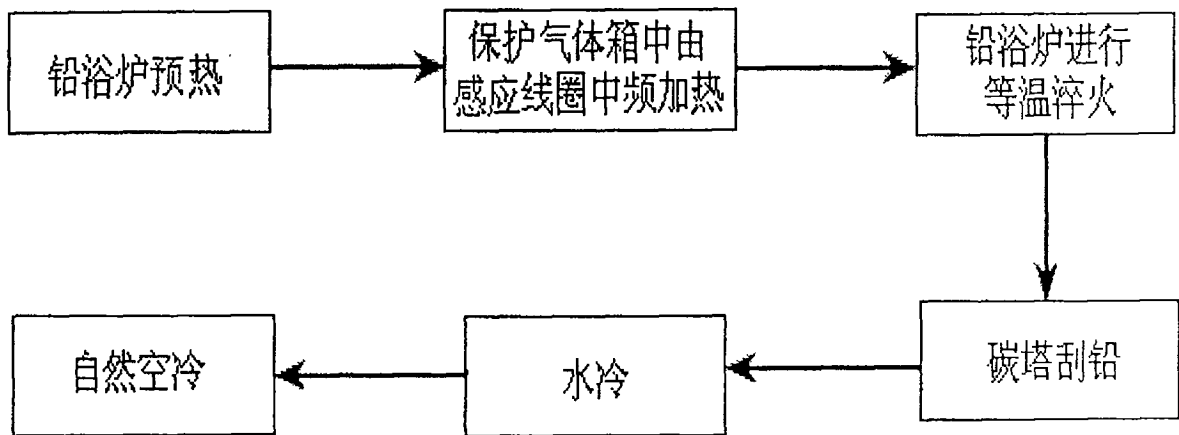 铅浴炉预热
保护气体箱中由
感应线圈中频加热
铅浴炉进行
等温淬火
碳塔刮铅
水冷
自然空冷